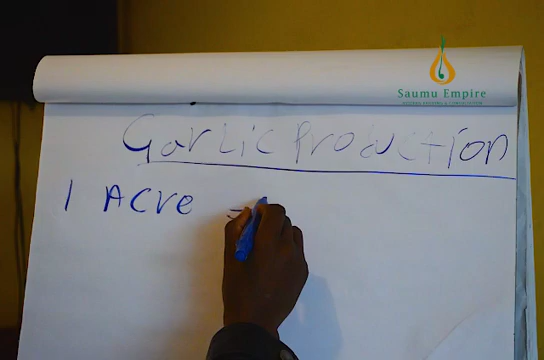 Saumu Empire
Garlic Production
1 Acre =